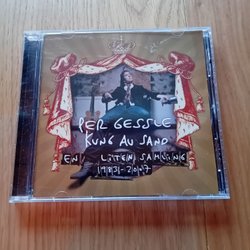 PER GESSLE
KUNG AV SAND
EN LITEN SAMLING
1983-2007